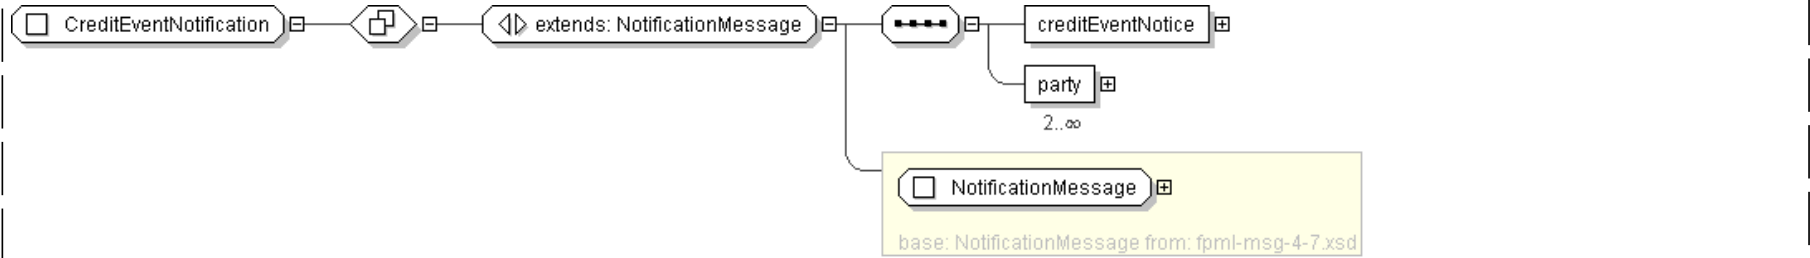 CreditEventNotification extends: NotificationMessage creditEventNotice
party
2..∞
NotificationMessage
base: NotificationMessage from: fpml-msg-4-7.xsd